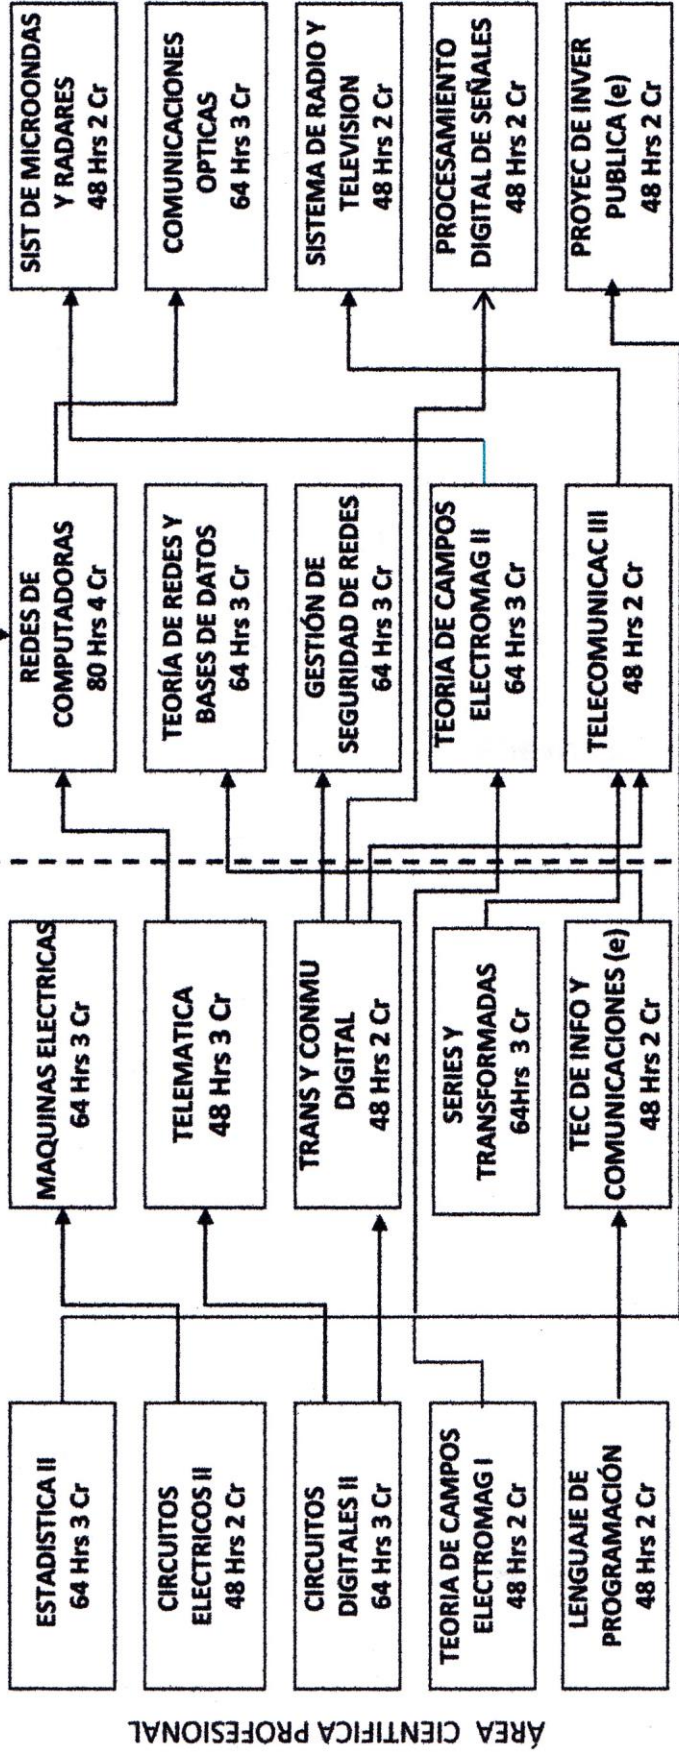 ÁREA CIENTIFICA PROFESIONAL
ESTADISTICA II
64 Hrs 3 Cr
CIRCUITOS
ELECTRICOS II
48 Hrs 2 Cr
CIRCUITOS
DIGITALES II
64 Hrs 3 Cr
TEORIA DE CAMPOS
ELECTROMAG I
48 Hrs 2 Cr
LENGUAJE DE
PROGRAMACIÓN
48 Hrs 2 Cr
MAQUINAS ELECTRICAS
64 Hrs 3 Cr
TELEMATICA
48 Hrs 3 Cr
TRANS Y CONMU
DIGITAL
48 Hrs 2 Cr
SERIES Y
TRANSFORMADAS
64Hrs 3 Cr
TEC DE INFO Y
COMUNICACIONES (e)
48 Hrs 2 Cr
REDES DE
COMPUTADORAS
80 Hrs 4 Cr
TEORÍA DE REDES Y
BASES DE DATOS
64 Hrs 3 Cr
GESTIÓN DE
SEGURIDAD DE REDES
64 Hrs 3 Cr
TEORIA DE CAMPOS
ELECTROMAG II
64 Hrs 3 Cr
TELECOMUNICAC III
48 Hrs 2 Cr
SIST DE MICROONDAS
Y RADARES
48 Hrs 2 Cr
COMUNICACIONES
OPTICAS
64 Hrs 3 Cr
SISTEMA DE RADIO Y
TELEVISION
48 Hrs 2 Cr
PROCESAMIENTO
DIGITAL DE SEÑALES
48 Hrs 2 Cr
PROYEC DE INVER
PUBLICA (e)
48 Hrs 2 Cr